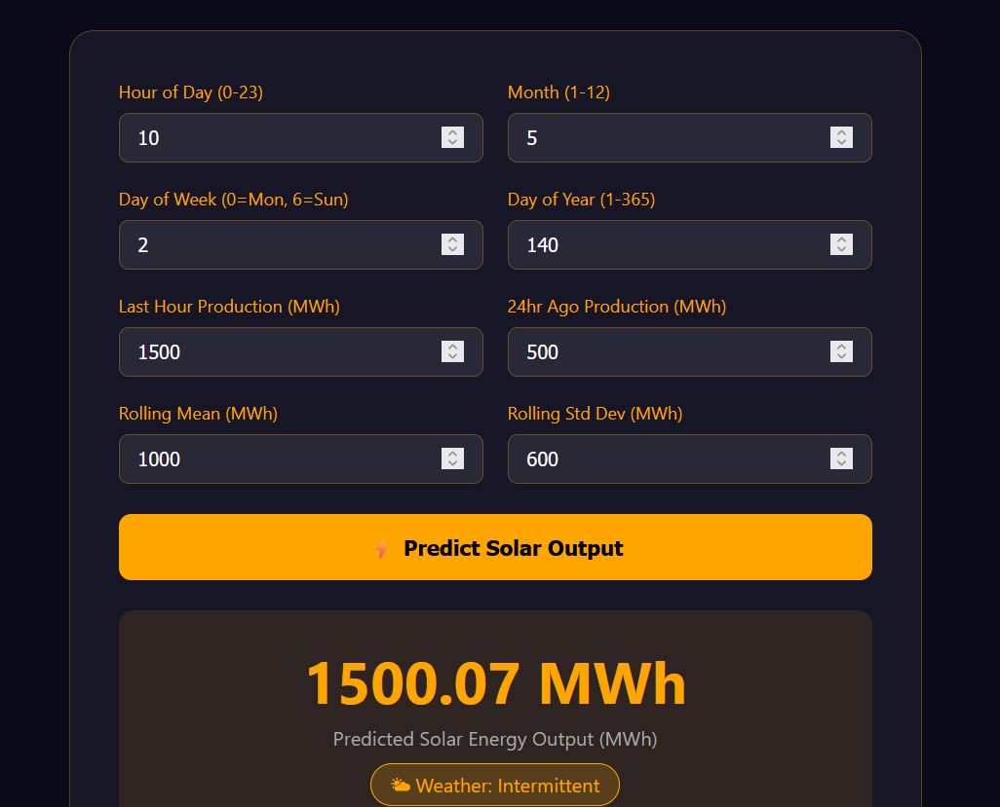 Hour of Day (0-23)
Month (1-12)
10
5
Day of Week (0=Mon, 6=Sun)
Day of Year (1-365)
2
140
Last Hour Production (MWh)
24hr Ago Production (MWh)
1500
500
Rolling Mean (MWh)
Rolling Std Dev (MWh)
1000
600
Predict Solar Output
1500.07 MWh
Predicted Solar Energy Output (MWh)
Weather: Intermittent